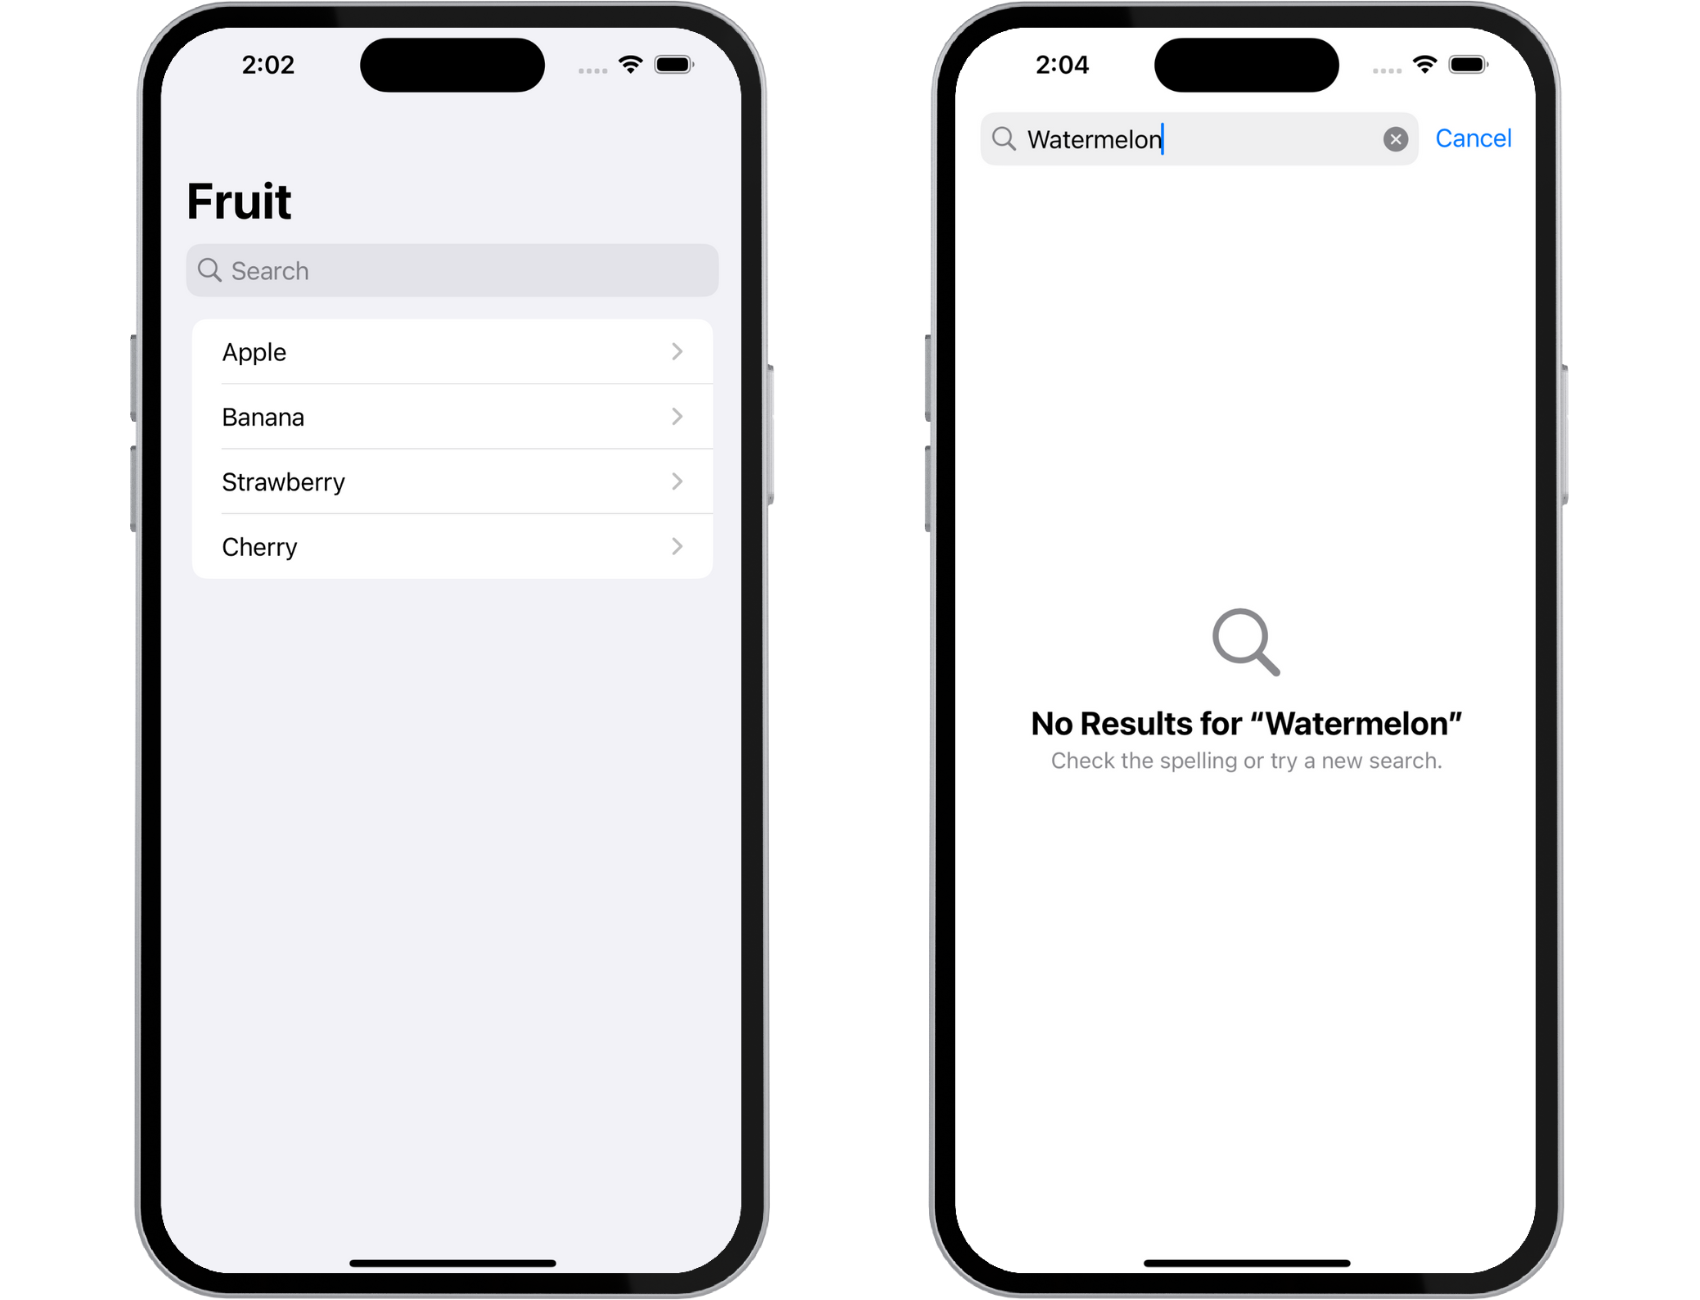 2:02
Fruit
Search
Apple
Banana
Strawberry
Cherry
2:04
Watermelon
Cancel
No Results for “Watermelon”
Check the spelling or try a new search.